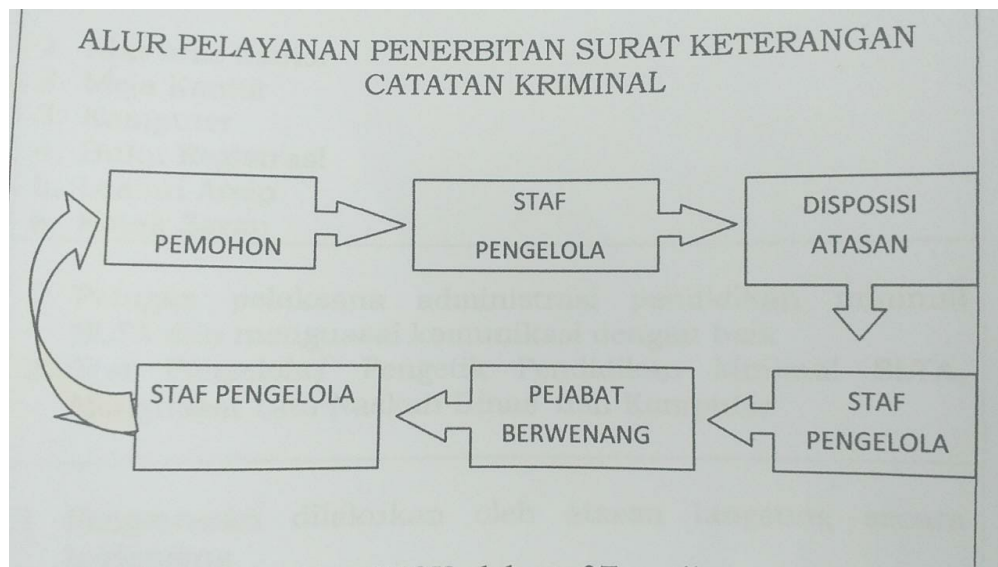 ALUR PELAYANAN PENERBITAN SURAT KETERANGAN
CATATAN KRIMINAL
PEMOHON
STAF
PENGELOLA
DISPOSISI
ATASAN
STAF PENGELOLA
PEJABAT
BERWENANG
STAF
PENGELOLA